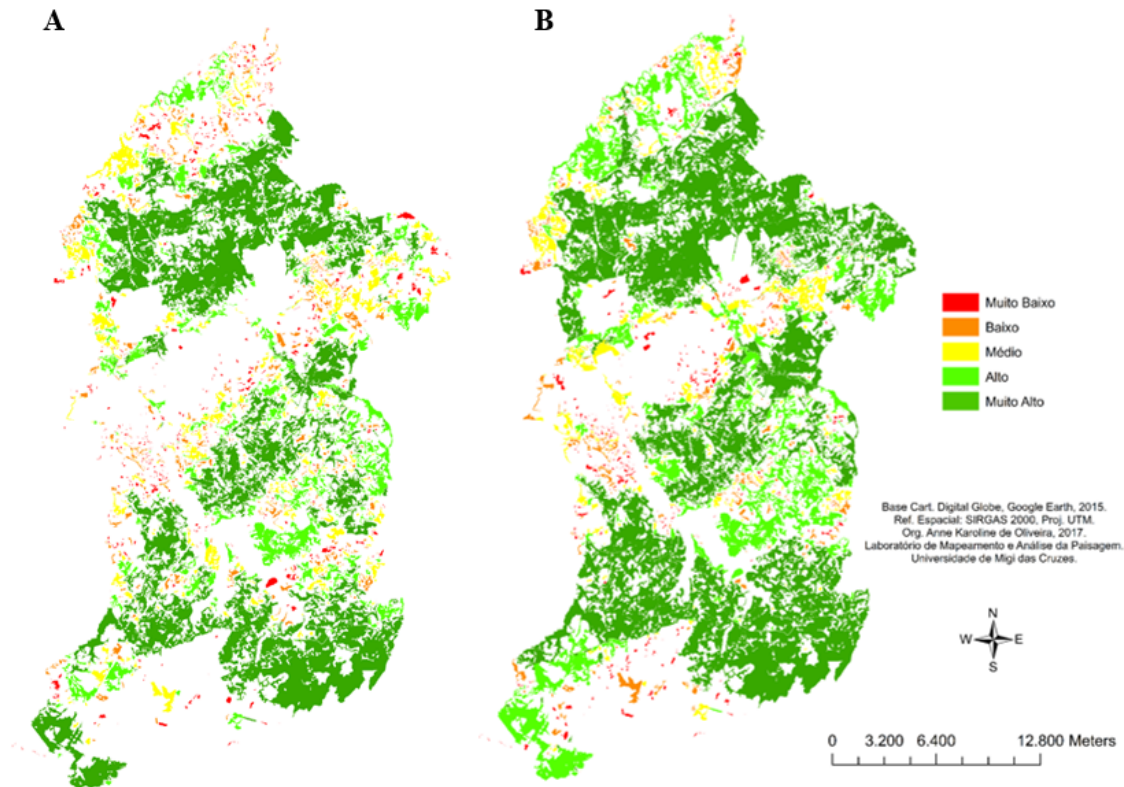 A
B
Muito Baixo
Baixo
Médio
Alto
Muito Alto
Base Cart. Digital Globe, Google Earth, 2015.
Ref. Espacial: SIRGAS 2000, Proj. UTM.
Org. Anne Karoline de Oliveira, 2017.
Laboratório de Mapeamento e Análise da Paisagem.
Universidade de Migi das Cruzes.
N
W E
S
0 3.200 6.400 12.800 Meters